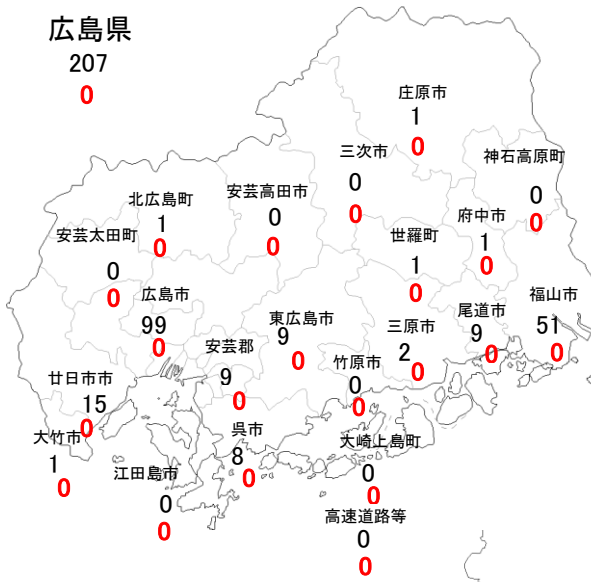 広島県
207
0
庄原市
1
0
三次市
0
0
神石高原町
0
0
北広島町
1
0
安芸高田市
0
0
府中市
1
0
安芸太田町
0
0
世羅町
1
0
広島市
99
0
東広島市
9
0
三原市
2
0
尾道市
9
0
福山市
51
0
安芸郡
9
0
竹原市
0
0
廿日市市
15
0
大竹市
1
0
呉市
8
0
大崎上島町
0
0
江田島市
0
0
高速道路等
0
0